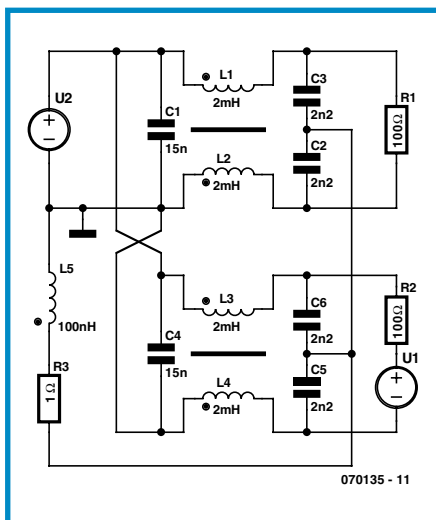 U2
+
−
C1
15n
L1
2mH
L2
2mH
C3
2n2
C2
2n2
R1
100Ω
L5
100nH
R3
1Ω
C4
15n
L3
2mH
L4
2mH
C6
2n2
C5
2n2
R2
100Ω
U1
+
−
070135 - 11